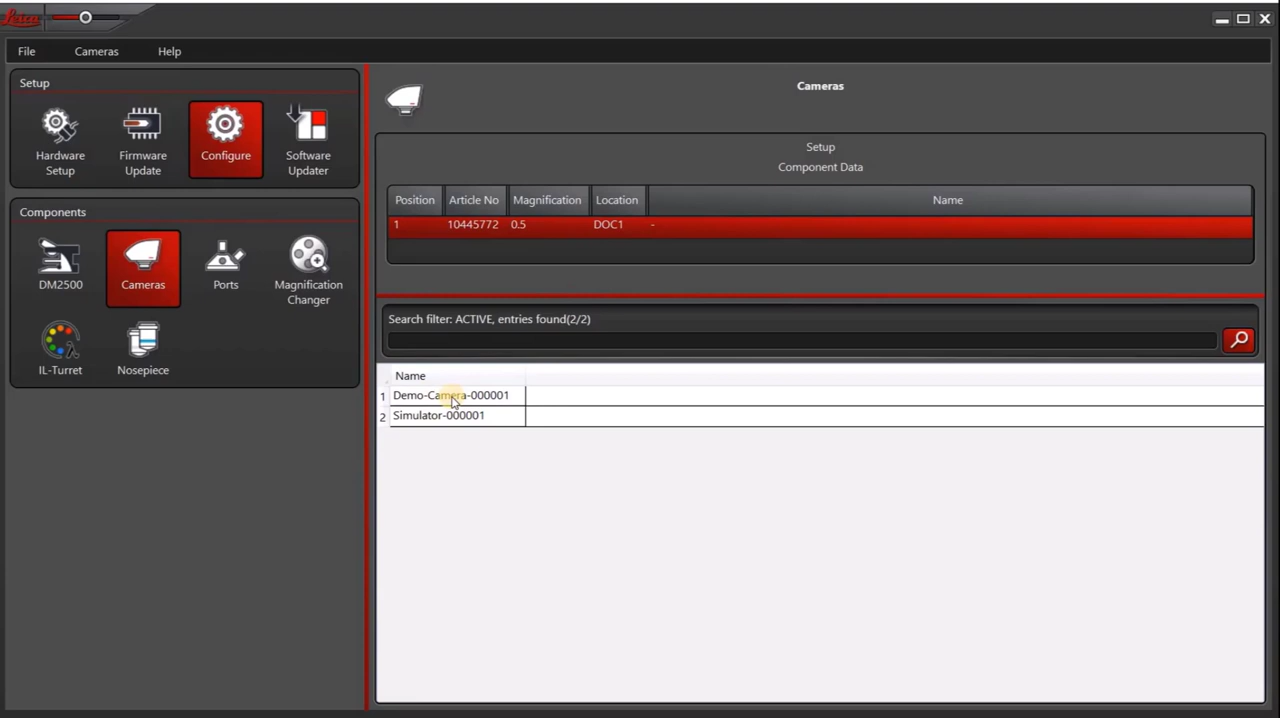 Leica
File Cameras Help
Setup
Hardware Setup
Firmware Update
Configure
Software Updater
Components
DM2500
Cameras
Ports
Magnification Changer
IL-Turret
Nosepiece
Cameras
Setup
Component Data
Position Article No Magnification Location Name
1 10445772 0.5 DOC1 -
Search filter: ACTIVE, entries found(2/2)
Name
1 Demo-Camera-000001
2 Simulator-000001